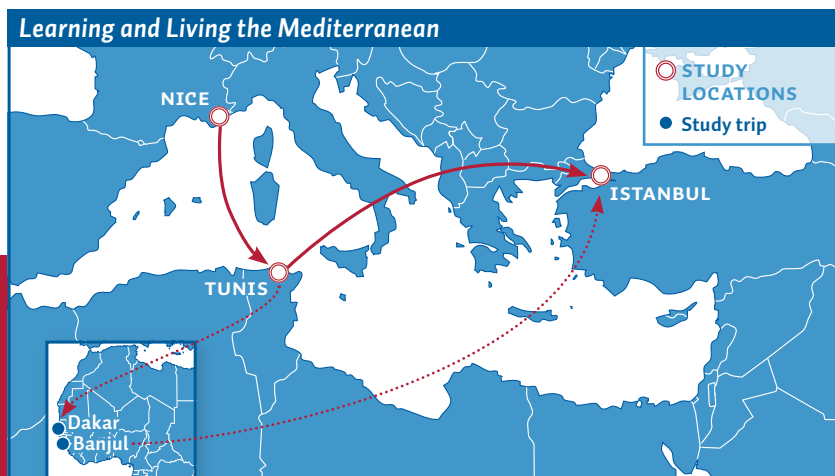 Learning and Living the Mediterranean
STUDY
LOCATIONS
Study trip
NICE
ISTANBUL
TUNIS
Dakar
Banjul